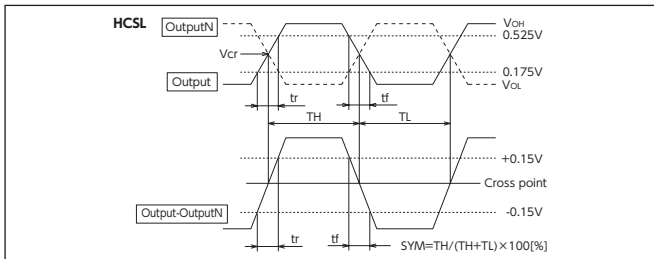 HCSL
OutputN
VOH
0.525V
Vcr
0.175V
Output
VOL
tr
tf
TH
TL
+0.15V
Cross point
Output-OutputN
-0.15V
tr
tf
SYM=TH/(TH+TL)×100[%]